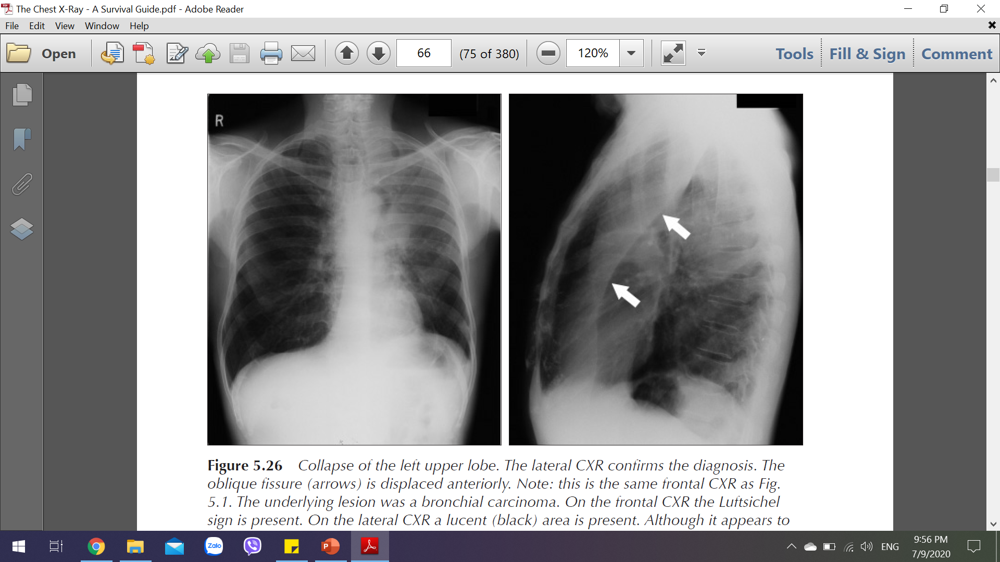 The Chest X-Ray - A Survival Guide.pdf - Adobe Reader
File Edit View Window Help
Open 66 (75 of 380) 120% Tools Fill & Sign Comment
R
Figure 5.26 Collapse of the left upper lobe. The lateral CXR confirms the diagnosis. The
oblique fissure (arrows) is displaced anteriorly. Note: this is the same frontal CXR as Fig.
5.1. The underlying lesion was a bronchial carcinoma. On the frontal CXR the Luftsichel
sign is present. On the lateral CXR a lucent (black) area is present. Although it appears to
Zalo
ENG
9:56 PM
7/9/2020